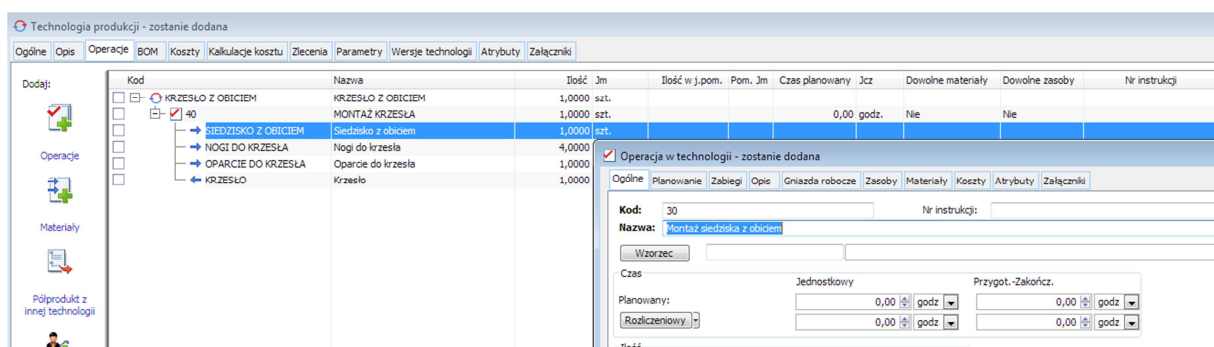 Technologia produkcji - zostanie dodana
Ogólne Opis Operacje BOM Koszty Kalkulacje kosztu Zlecenia Parametry Wersje technologii Atrybuty Załączniki
Dodaj:
Kod Nazwa Ilość Jm Ilość w j.pom. Pom. Jm Czas planowany Jcz Dowolne materiały Dowolne zasoby Nr instrukcji
KRZESŁO Z OBICIEM KRZESŁO Z OBICIEM 1,0000 szt.
40 MONTAŻ KRZESŁA 1,0000 szt. 0,00 godz. Nie Nie
SIEDZISKO Z OBICIEM Siedzisko z obiciem 1,0000 szt.
NOGI DO KRZESŁA Nogi do krzesła 4,0000
OPARCIE DO KRZESŁA Oparcie do krzesła 1,0000
KRZESŁO Krzesło 1,0000
Operacje
Materiały
Półprodukt z
innej technologii
Operacja w technologii - zostanie dodana
Ogólne Planowanie Zabiegi Opis Gniazda robocze Zasoby Materiały Koszty Atrybuty Załączniki
Kod: 30 Nr instrukcji:
Nazwa: Montaż siedziska z obiciem
Wzorzec
Czas
Jednostkowy Przygot.-Zakończ.
Planowany: 0,00 godz 0,00 godz
Rozliczeniowy 0,00 godz 0,00 godz
Ilość